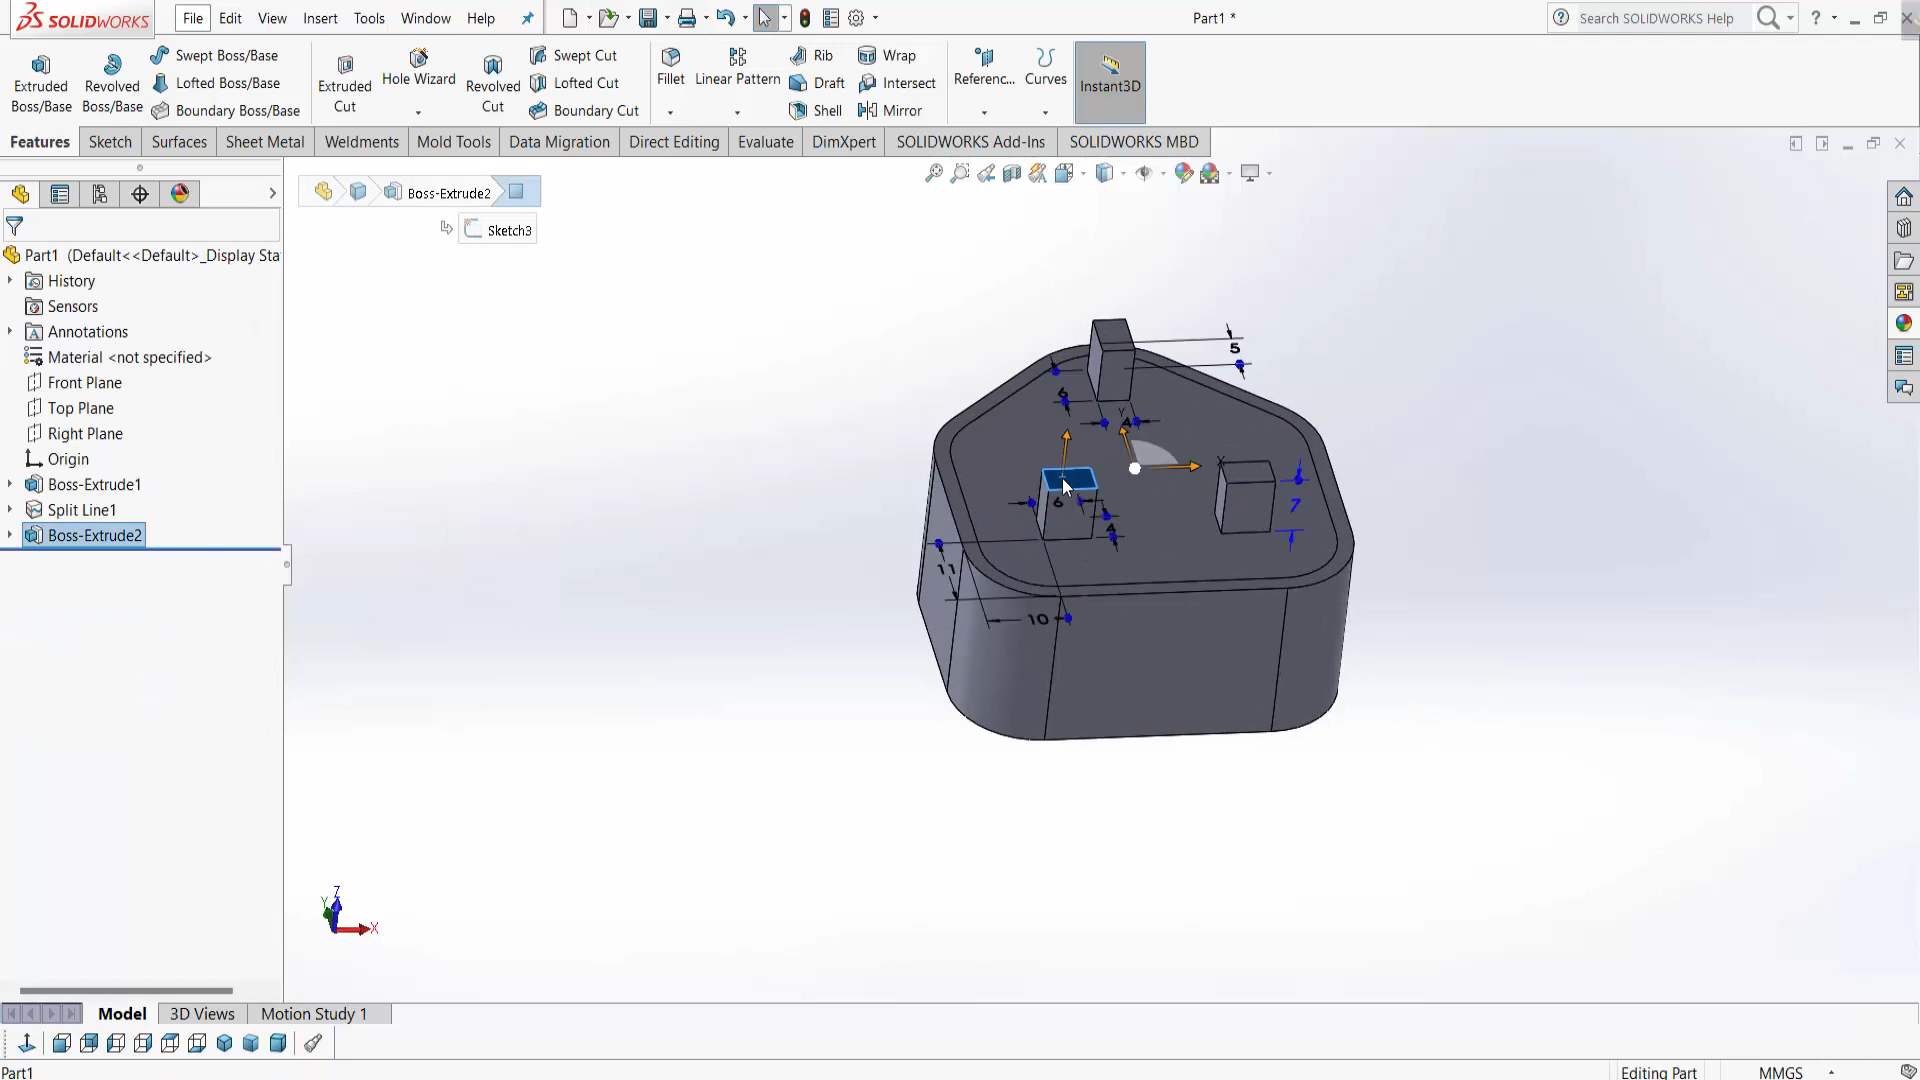 SOLIDWORKS
File Edit View Insert Tools Window Help
Part1 *
Search SOLIDWORKS Help
Extruded Boss/Base
Revolved Boss/Base
Swept Boss/Base
Lofted Boss/Base
Boundary Boss/Base
Extruded Cut
Hole Wizard
Revolved Cut
Swept Cut
Lofted Cut
Boundary Cut
Fillet
Linear Pattern
Rib
Draft
Shell
Wrap
Intersect
Mirror
Referenc...
Curves
Instant3D
Features Sketch Surfaces Sheet Metal Weldments Mold Tools Data Migration Direct Editing Evaluate DimXpert SOLIDWORKS Add-Ins SOLIDWORKS MBD
Boss-Extrude2
Sketch3
Part1 (Default<<Default>_Display Sta
History
Sensors
Annotations
Material <not specified>
Front Plane
Top Plane
Right Plane
Origin
Boss-Extrude1
Split Line1
Boss-Extrude2
5
6
4
Y
X
6
4
7
11
10
Z
Y
X
Model 3D Views Motion Study 1
Part1
Editing Part
MMGS